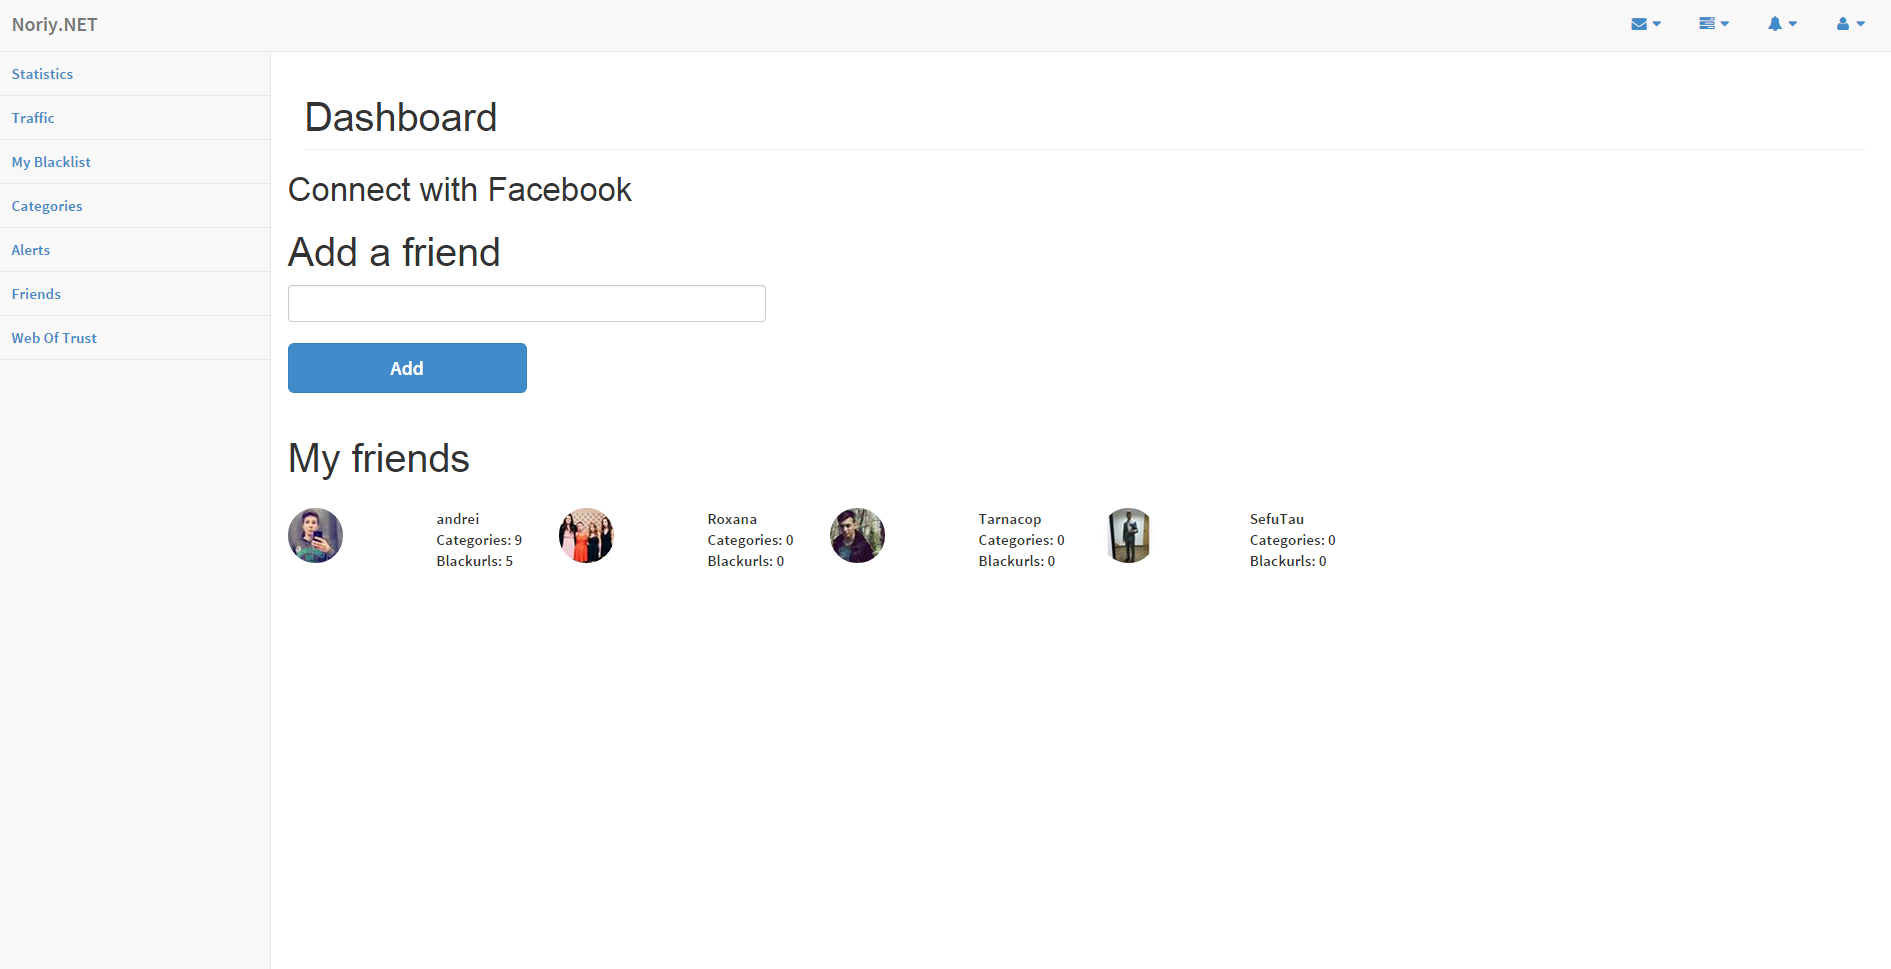 Noriy.NET
Statistics
Traffic
My Blacklist
Categories
Alerts
Friends
Web Of Trust
Dashboard
Connect with Facebook
Add a friend
Add
My friends
andrei
Categories: 9
Blackurls: 5
Roxana
Categories: 0
Blackurls: 0
Tarnacop
Categories: 0
Blackurls: 0
SefuTau
Categories: 0
Blackurls: 0